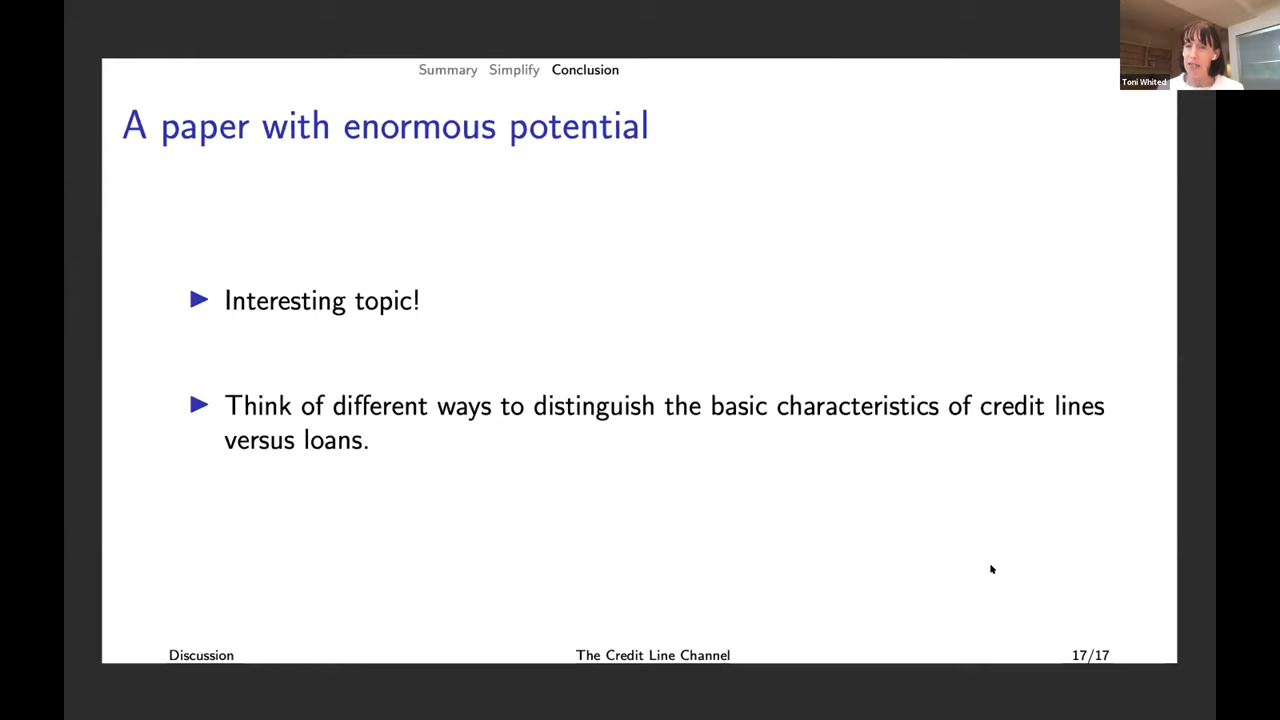 Summary Simplify Conclusion
Toni Whited
A paper with enormous potential
Interesting topic!
Think of different ways to distinguish the basic characteristics of credit lines
versus loans.
Discussion The Credit Line Channel 17/17